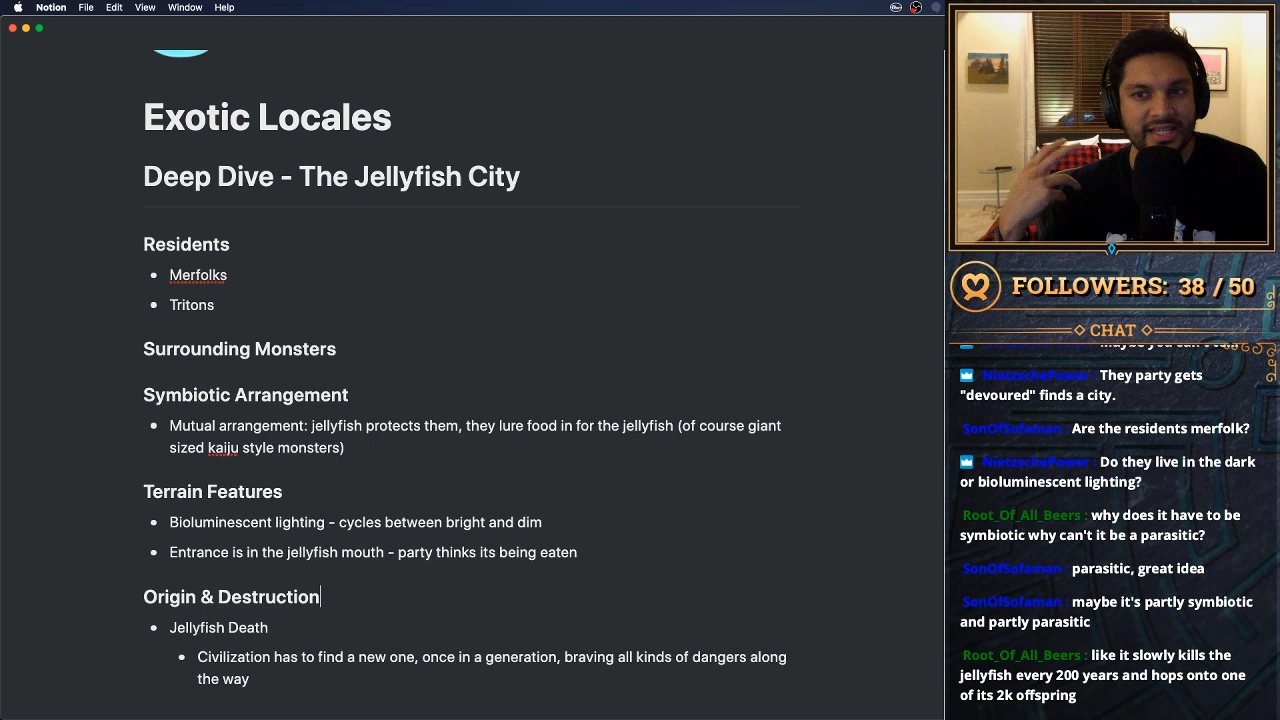 Notion File Edit View Window Help
Exotic Locales
Deep Dive - The Jellyfish City
Residents
Merfolks
Tritons
Surrounding Monsters
Symbiotic Arrangement
Mutual arrangement: jellyfish protects them, they lure food in for the jellyfish (of course giant
sized kaiju style monsters)
Terrain Features
Bioluminescent lighting - cycles between bright and dim
Entrance is in the jellyfish mouth - party thinks its being eaten
Origin & Destruction
Jellyfish Death
Civilization has to find a new one, once in a generation, braving all kinds of dangers along
the way
FOLLOWERS: 38 / 50
CHAT
NietzschePower : They party gets
"devoured" finds a city.
SonOfSofaman : Are the residents merfolk?
NietzschePower : Do they live in the dark
or bioluminescent lighting?
Root_Of_All_Beers : why does it have to be
symbiotic why can't it be a parasitic?
SonOfSofaman : parasitic, great idea
SonOfSofaman : maybe it's partly symbiotic
and partly parasitic
Root_Of_All_Beers : like it slowly kills the
jellyfish every 200 years and hops onto one
of its 2k offspring